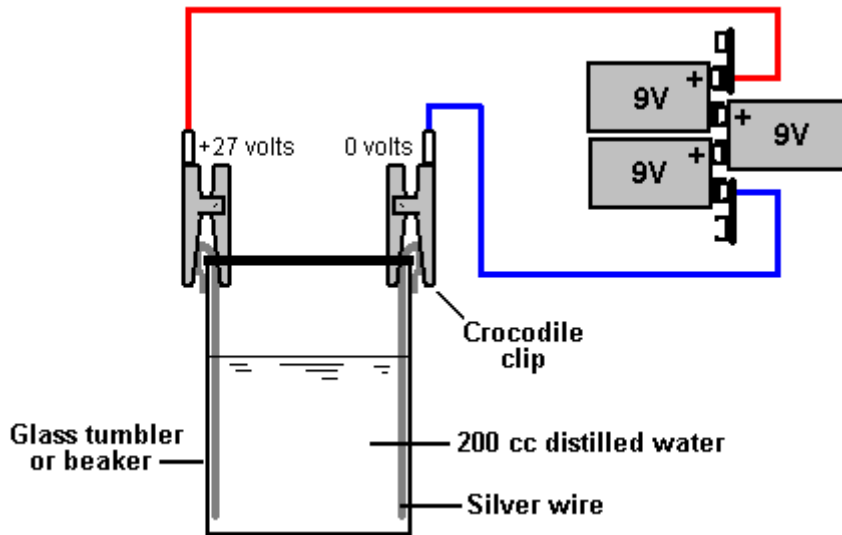 +27 volts
0 volts
9V
+
9V
+
9V
+
Crocodile
clip
Glass tumbler
or beaker
200 cc distilled water
Silver wire